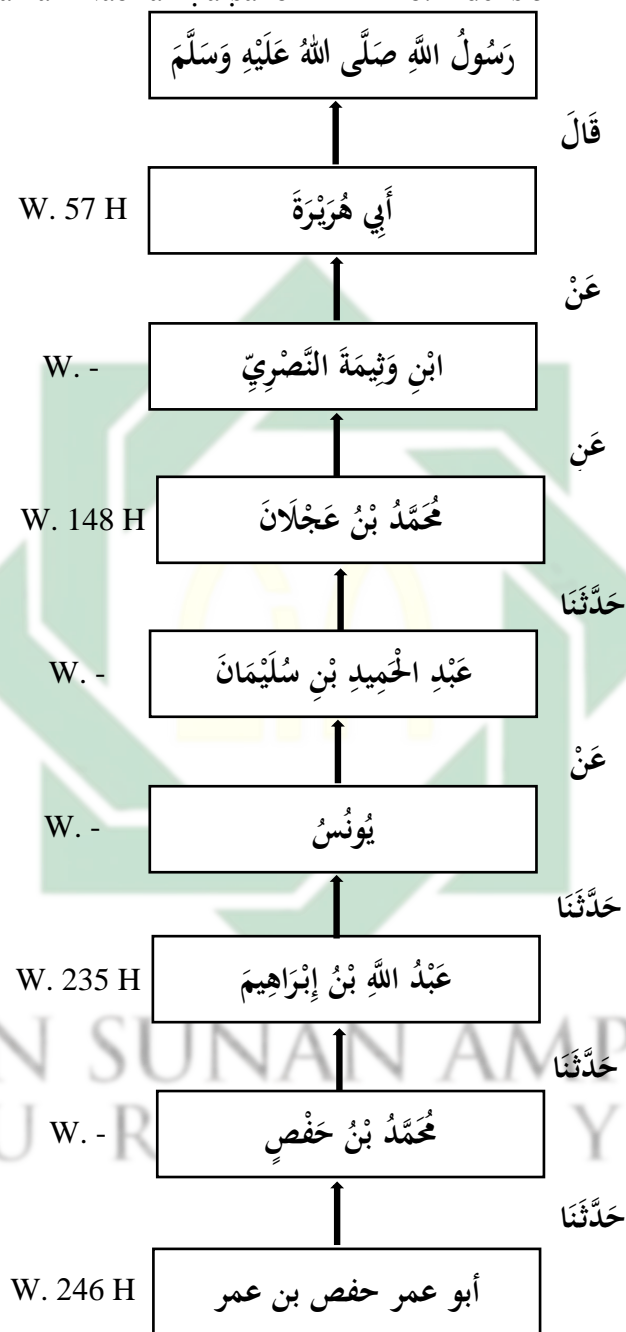 رَسُولُ اللَّهِ صَلَّى اللهُ عَلَيْهِ وَسَلَّمَ
قَالَ
W. 57 H أَبِي هُرَيْرَةَ
عَنْ
W. - ابْنِ وَثِيمَةَ النَّصْرِيِّ
عَنِ
W. 148 H مُحَمَّدُ بْنُ عَجْلَانَ
حَدَّثَنَا
W. - عَبْدِ الْحَمِيدِ بْنِ سُلَيْمَانَ
عَنْ
W. - يُونُسُ
حَدَّثَنَا
W. 235 H عَبْدُ اللَّهِ بْنُ إِبْرَاهِيمَ
SUNAN
حَدَّثَنَا
W. - مُحَمَّدُ بْنُ حَفْصٍ
حَدَّثَنَا
W. 246 H أبو عمر حفص بن عمر